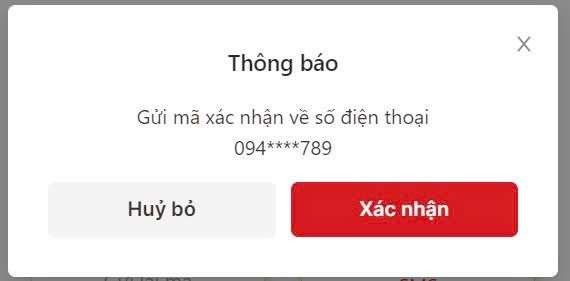 Thông báo
Gửi mã xác nhận về số điện thoại
094****789
Huỷ bỏ
Xác nhận